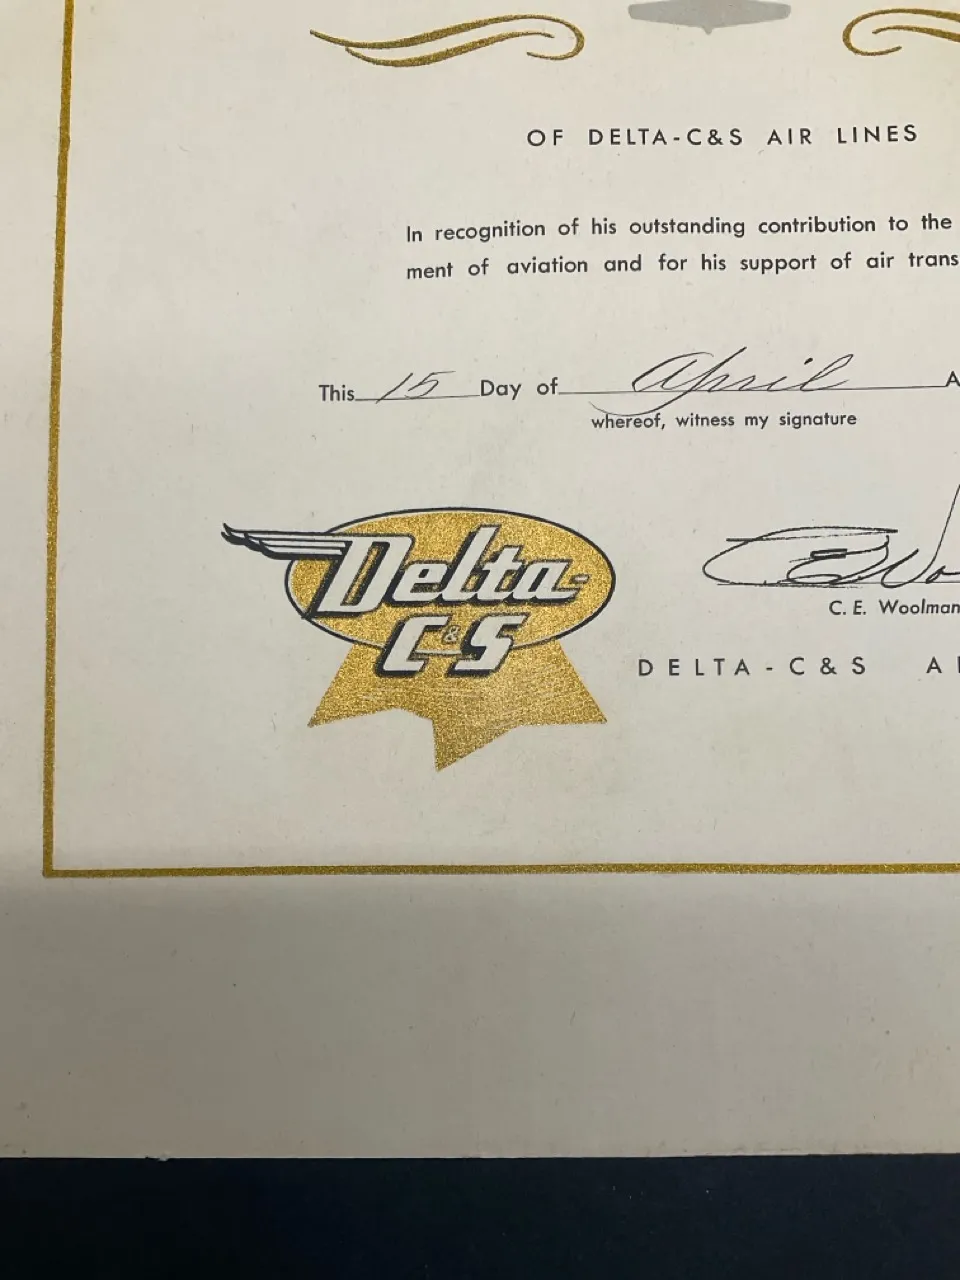 OF DELTA-C&S AIR LINES
In recognition of his outstanding contribution to the
ment of aviation and for his support of air trans
This 15 Day of April A
whereof, witness my signature
Delta-
C&S
C. E. Woolman
DELTA-C&S A